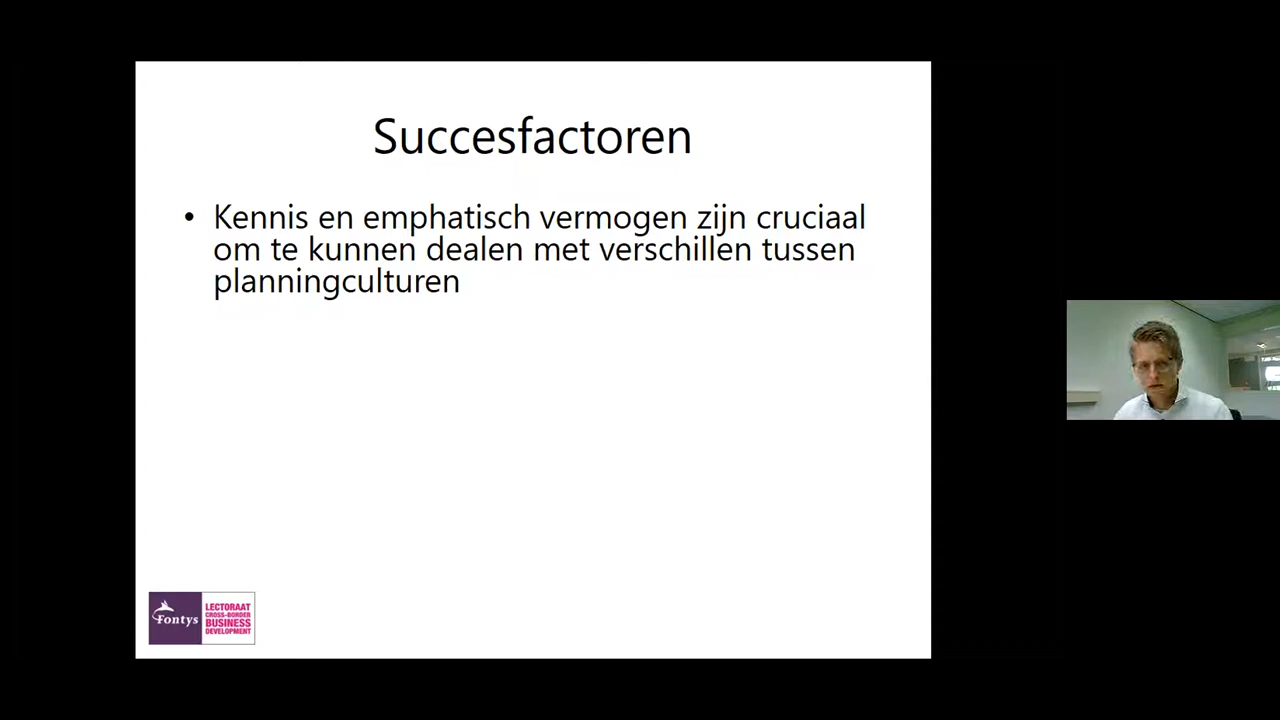 Succesfactoren
• Kennis en emphatisch vermogen zijn cruciaal
om te kunnen dealen met verschillen tussen
planningculturen
Fontys
LECTORAAT
CROSS-BORDER
BUSINESS
DEVELOPMENT